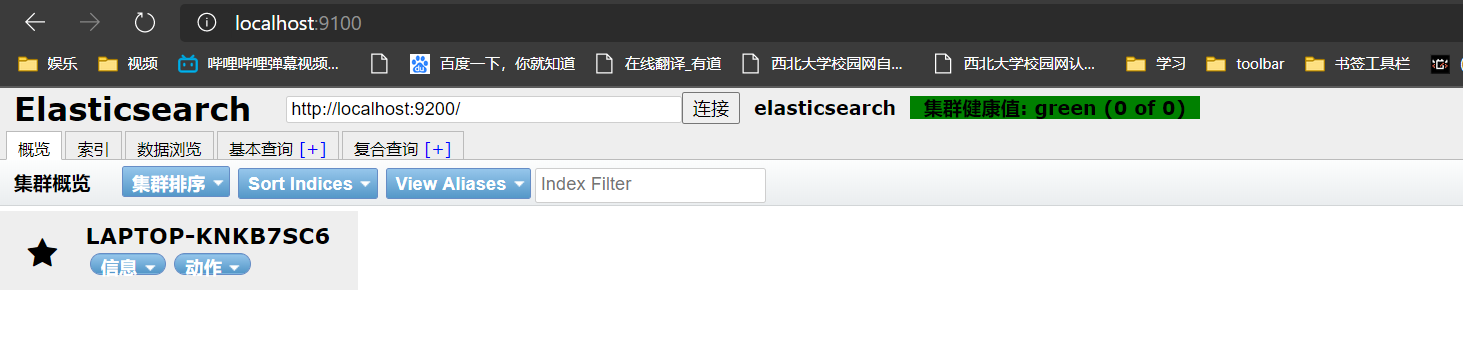 localhost:9100
娱乐 视频 哔哩哔哩弹幕视频... 百度一下，你就知道 在线翻译_有道 西北大学校园网自... 西北大学校园网认... 学习 toolbar 书签工具栏
Elasticsearch http://localhost:9200/ 连接 elasticsearch 集群健康值: green (0 of 0)
概览 索引 数据浏览 基本查询 [+] 复合查询 [+]
集群概览 集群排序 Sort Indices View Aliases Index Filter
LAPTOP-KNKB7SC6
信息 动作